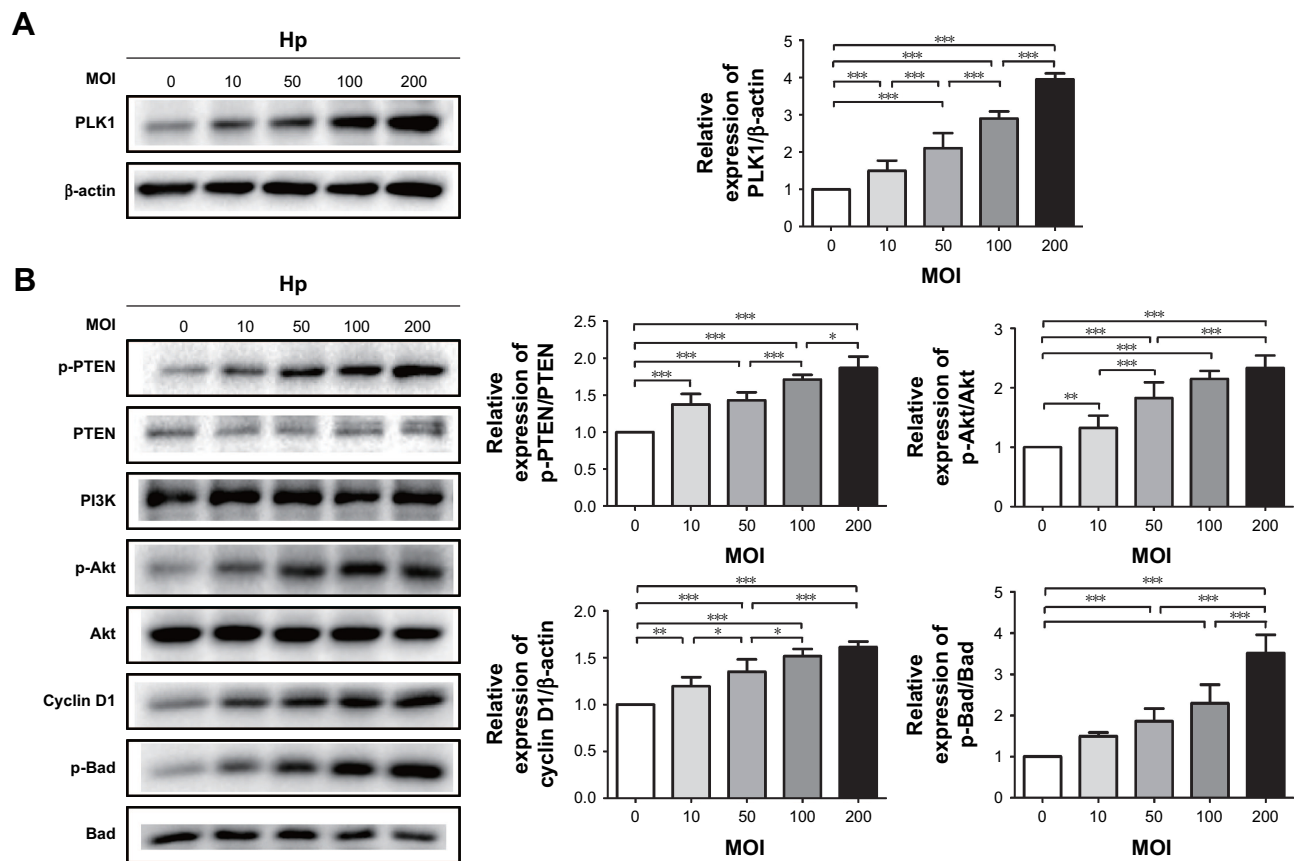 A
Hp
MOI 0 10 50 100 200
PLK1
β-actin
Relative
expression of
PLK1/β-actin
5
4
3
2
1
0
***
***
*** *** ***
***
***
0 10 50 100 200
MOI
B
Hp
MOI 0 10 50 100 200
p-PTEN
PTEN
PI3K
p-Akt
Akt
Cyclin D1
p-Bad
Bad
Relative
expression of
p-PTEN/PTEN
2.5
2.0
1.5
1.0
0.5
0.0
***
*** *
*** ***
***
0 10 50 100 200
MOI
Relative
expression of
p-Akt/Akt
3
2
1
0
***
*** ***
***
***
**
0 10 50 100 200
MOI
Relative
expression of
cyclin D1/β-actin
2.0
1.5
1.0
0.5
0.0
***
*** ***
***
** * *
0 10 50 100 200
MOI
Relative
expression of
p-Bad/Bad
5
4
3
2
1
0
***
*** ***
*** ***
0 10 50 100 200
MOI